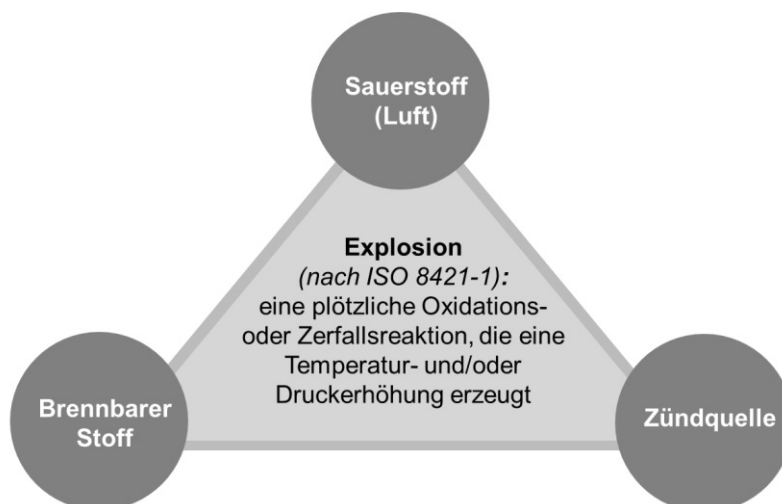 Sauerstoff
(Luft)
Explosion
(nach ISO 8421-1):
eine plötzliche Oxidations-
oder Zerfallsreaktion, die eine
Temperatur- und/oder
Druckerhöhung erzeugt
Brennbarer
Stoff
Zündquelle